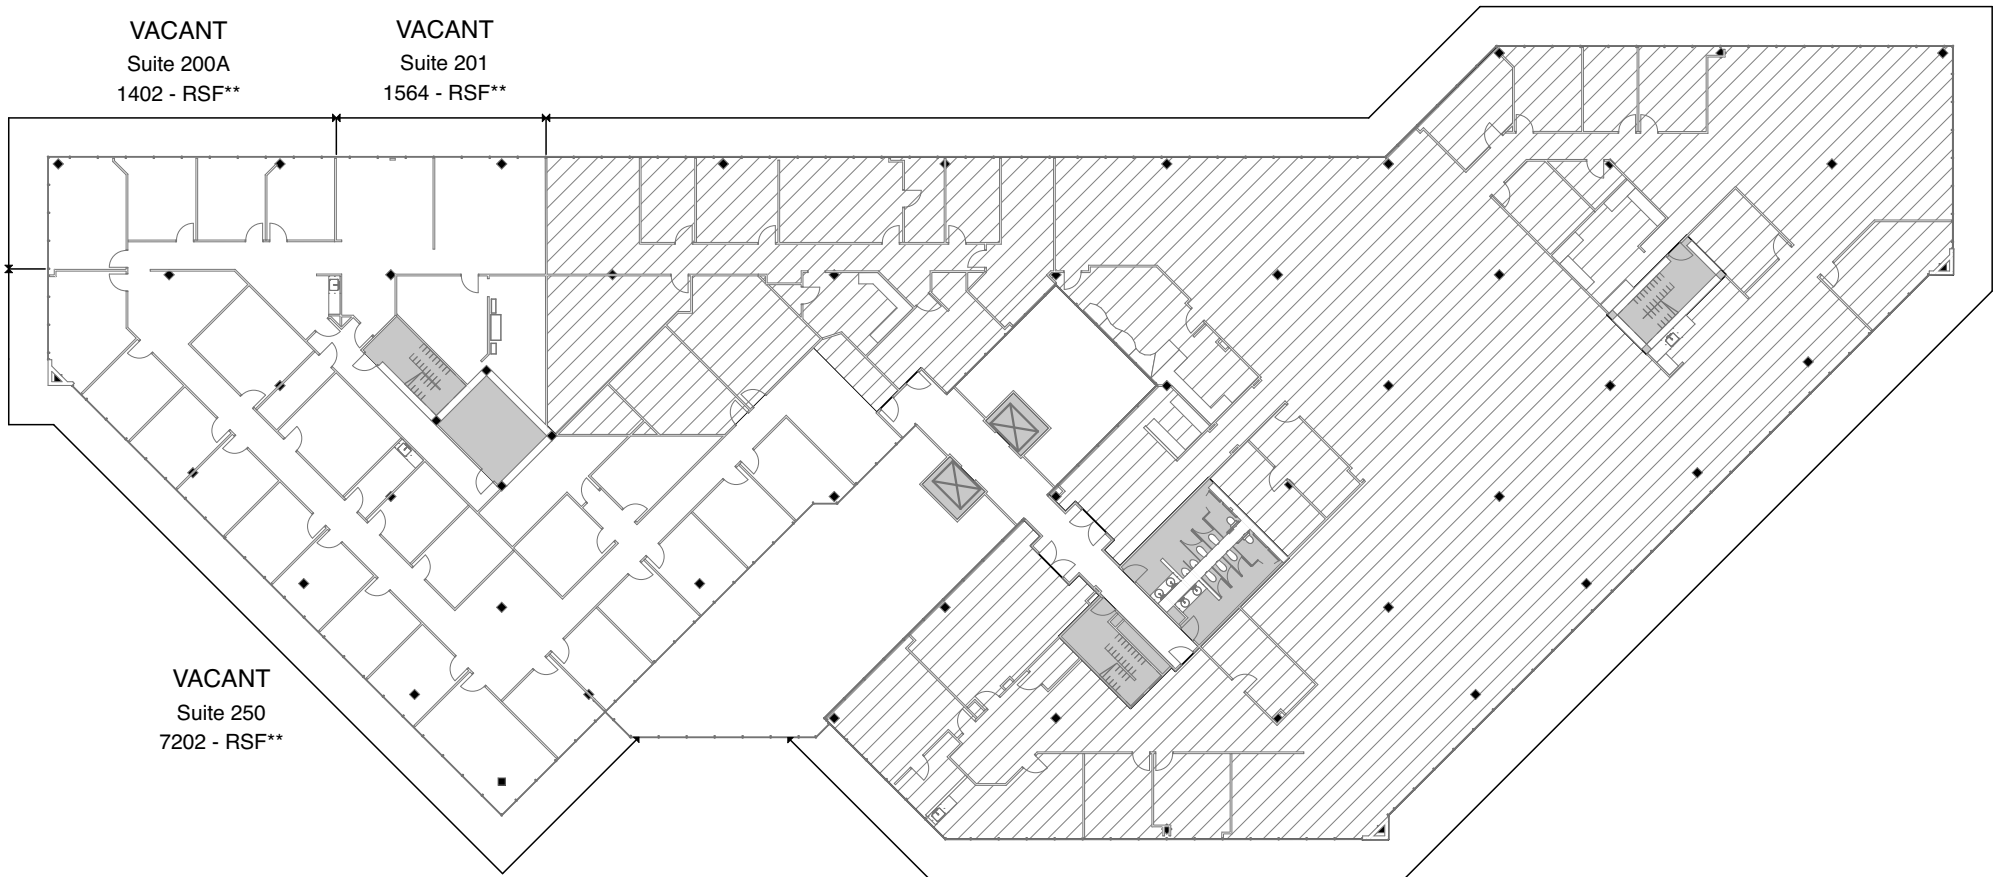 VACANT
Suite 200A
1402 - RSF**
VACANT
Suite 201
1564 - RSF**
VACANT
Suite 250
7202 - RSF**